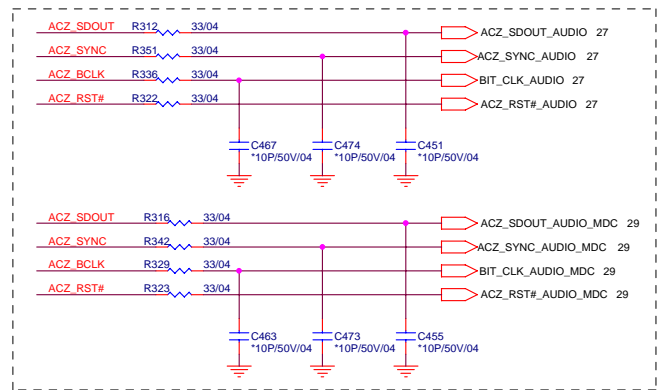 ACZ_SDOUT R312 33/04 ACZ_SDOUT_AUDIO 27
ACZ_SYNC R351 33/04 ACZ_SYNC_AUDIO 27
ACZ_BCLK R336 33/04 BIT_CLK_AUDIO 27
ACZ_RST# R322 33/04 ACZ_RST#_AUDIO 27
C467 C474 C451
*10P/50V/04 *10P/50V/04 *10P/50V/04
ACZ_SDOUT R316 33/04 ACZ_SDOUT_AUDIO_MDC 29
ACZ_SYNC R342 33/04 ACZ_SYNC_AUDIO_MDC 29
ACZ_BCLK R329 33/04 BIT_CLK_AUDIO_MDC 29
ACZ_RST# R323 33/04 ACZ_RST#_AUDIO_MDC 29
C463 C473 C455
*10P/50V/04 *10P/50V/04 *10P/50V/04